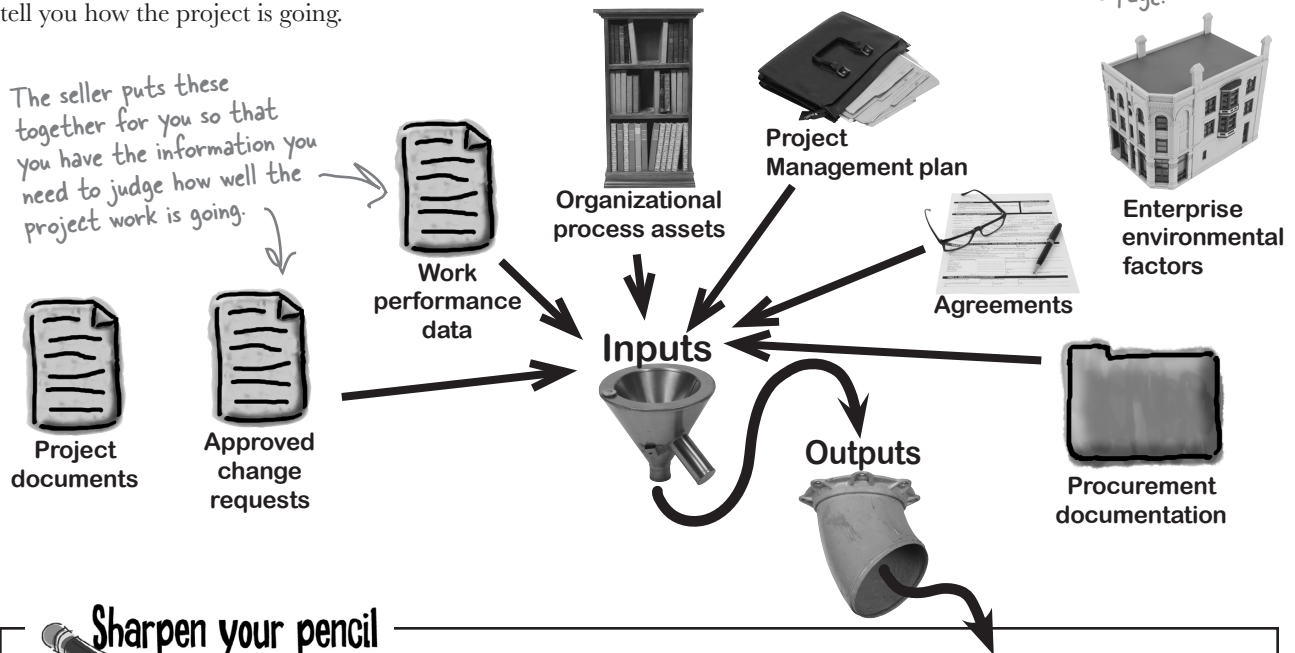 tell you how the project is going.
page.
The seller puts these
together for you so that
you have the information you
need to judge how well the
project work is going.
Organizational
process assets
Project
Management plan
Enterprise
environmental
factors
Work
performance
data
Agreements
Inputs
Project
documents
Approved
change
requests
Outputs
Procurement
documentation
Sharpen your pencil